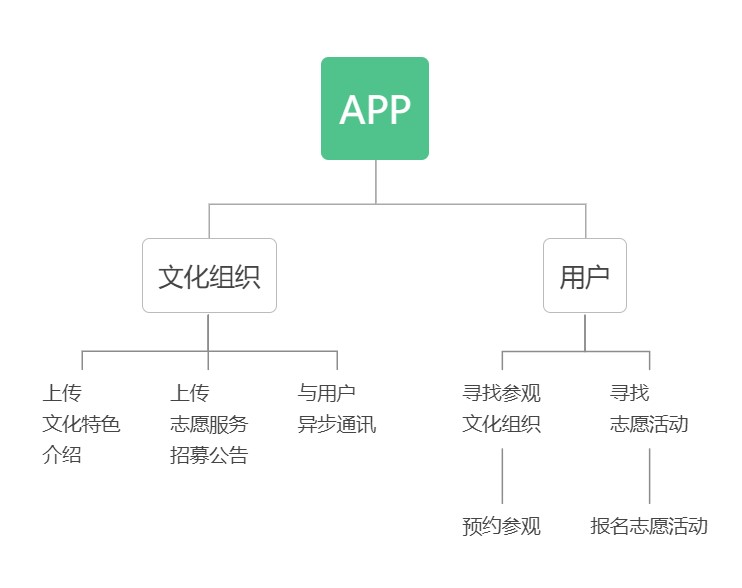 APP
文化组织
用户
上传
文化特色
介绍
上传
志愿服务
招募公告
与用户
异步通讯
寻找参观
文化组织
寻找
志愿活动
预约参观
报名志愿活动